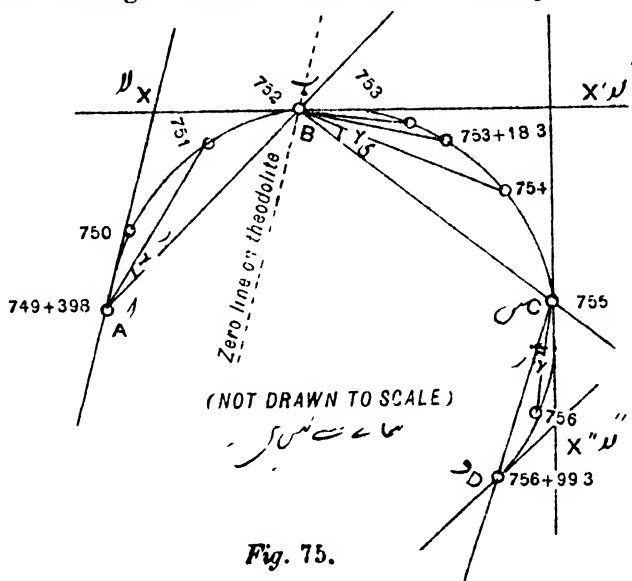 X
752
753
X'
751
B
753+18 3
754
750
Zero line on theodolite
749+398
A
C
755
(NOT DRAWN TO SCALE)
756
X"
D
756+99 3
Fig. 75.